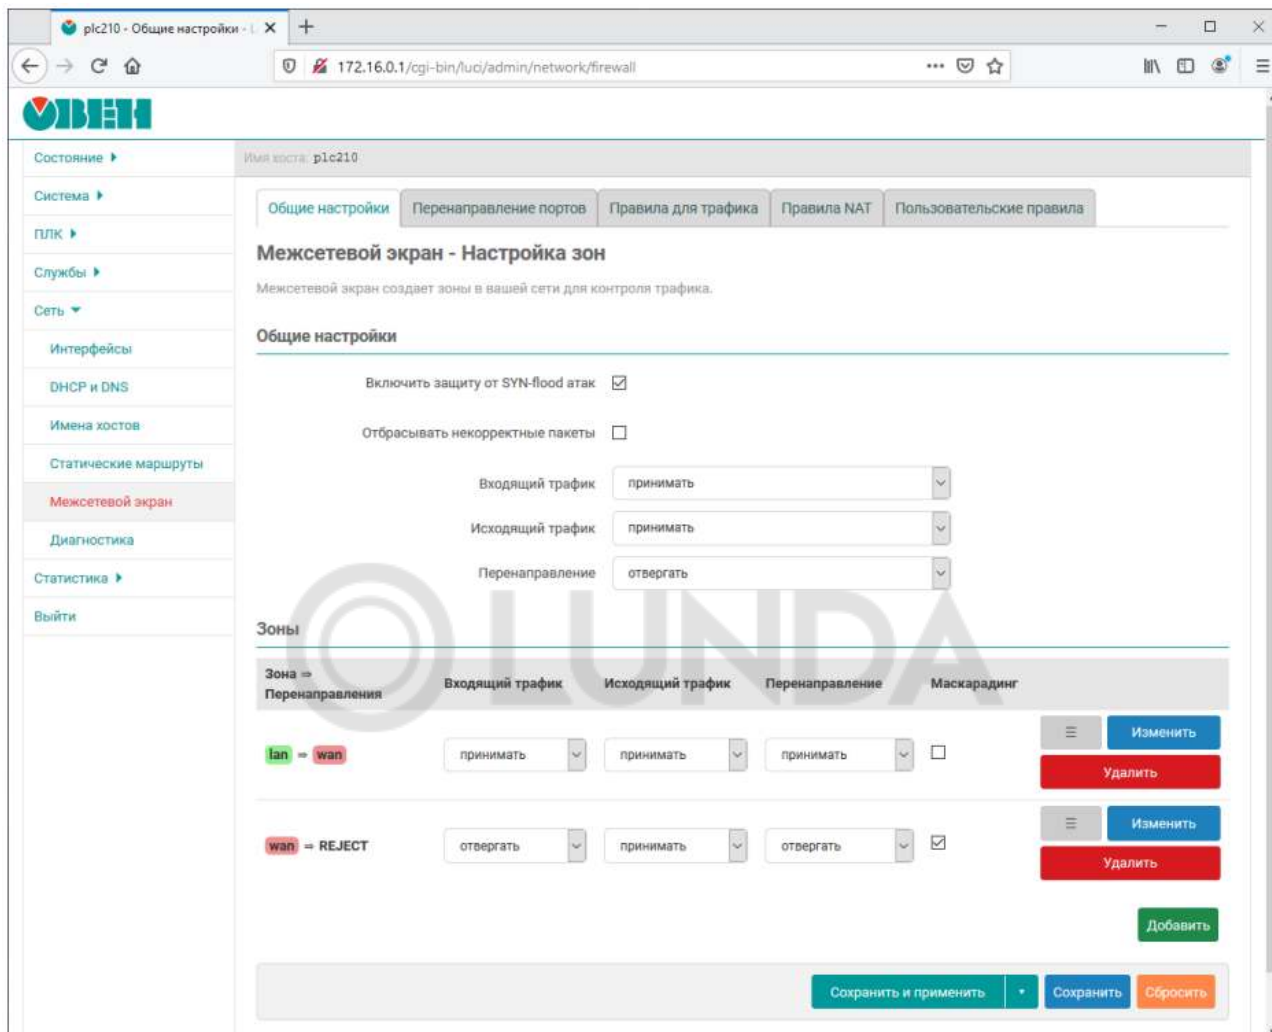 plc210 - Общие настройки - L
172.16.0.1/cgi-bin/luci/admin/network/firewall
ОВЕН
Состояние
Система
ПЛК
Службы
Сеть
Интерфейсы
DHCP и DNS
Имена хостов
Статические маршруты
Межсетевой экран
Диагностика
Статистика
Выйти
Имя хоста: plc210
Общие настройки Перенаправление портов Правила для трафика Правила NAT Пользовательские правила
Межсетевой экран - Настройка зон
Межсетевой экран создает зоны в вашей сети для контроля трафика.
Общие настройки
Включить защиту от SYN-flood атак
Отбрасывать некорректные пакеты
Входящий трафик принимать
Исходящий трафик принимать
Перенаправление отвергать
LUNDA
Зоны
Зона ⇒ Перенаправления Входящий трафик Исходящий трафик Перенаправление Маскарадинг
lan ⇒ wan принимать принимать принимать Изменить
Удалить
wan ⇒ REJECT отвергать принимать отвергать Изменить
Удалить
Добавить
Сохранить и применить Сохранить Сбросить